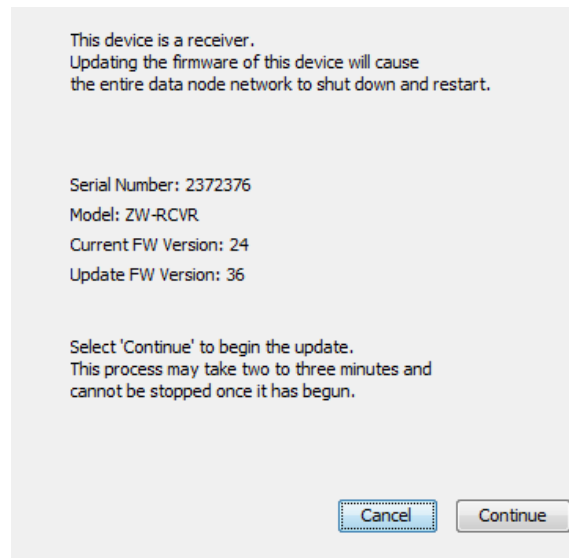 This device is a receiver.
Updating the firmware of this device will cause
the entire data node network to shut down and restart.
Serial Number: 2372376
Model: ZW-RCVR
Current FW Version: 24
Update FW Version: 36
Select 'Continue' to begin the update.
This process may take two to three minutes and
cannot be stopped once it has begun.
Cancel
Continue